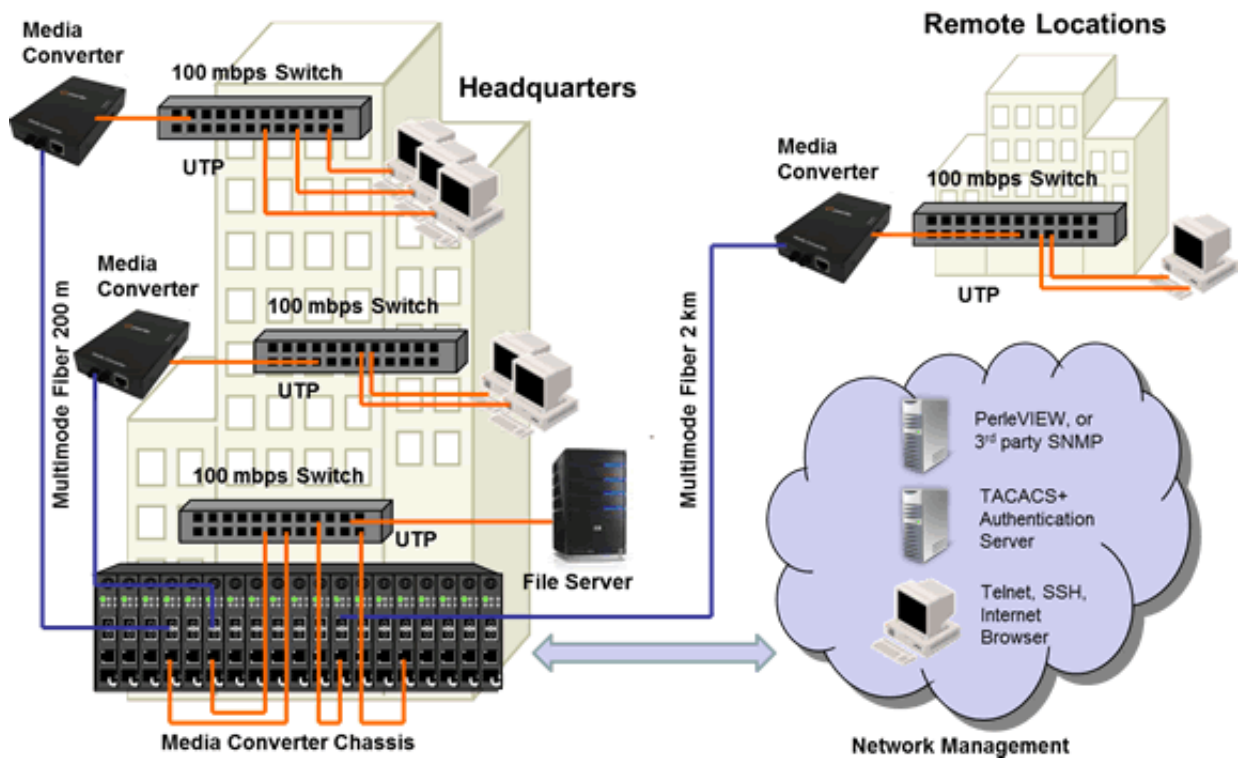 Media
Converter
100 mbps Switch
Headquarters
UTP
Media
Converter
100 mbps Switch
UTP
Multimode Fiber 200 m
100 mbps Switch
UTP
File Server
Media Converter Chassis
Remote Locations
Media
Converter
100 mbps Switch
UTP
Multimode Fiber 2 km
PerleVIEW, or
3rd party SNMP
TACACS+
Authentication
Server
Telnet, SSH,
Internet
Browser
Network Management